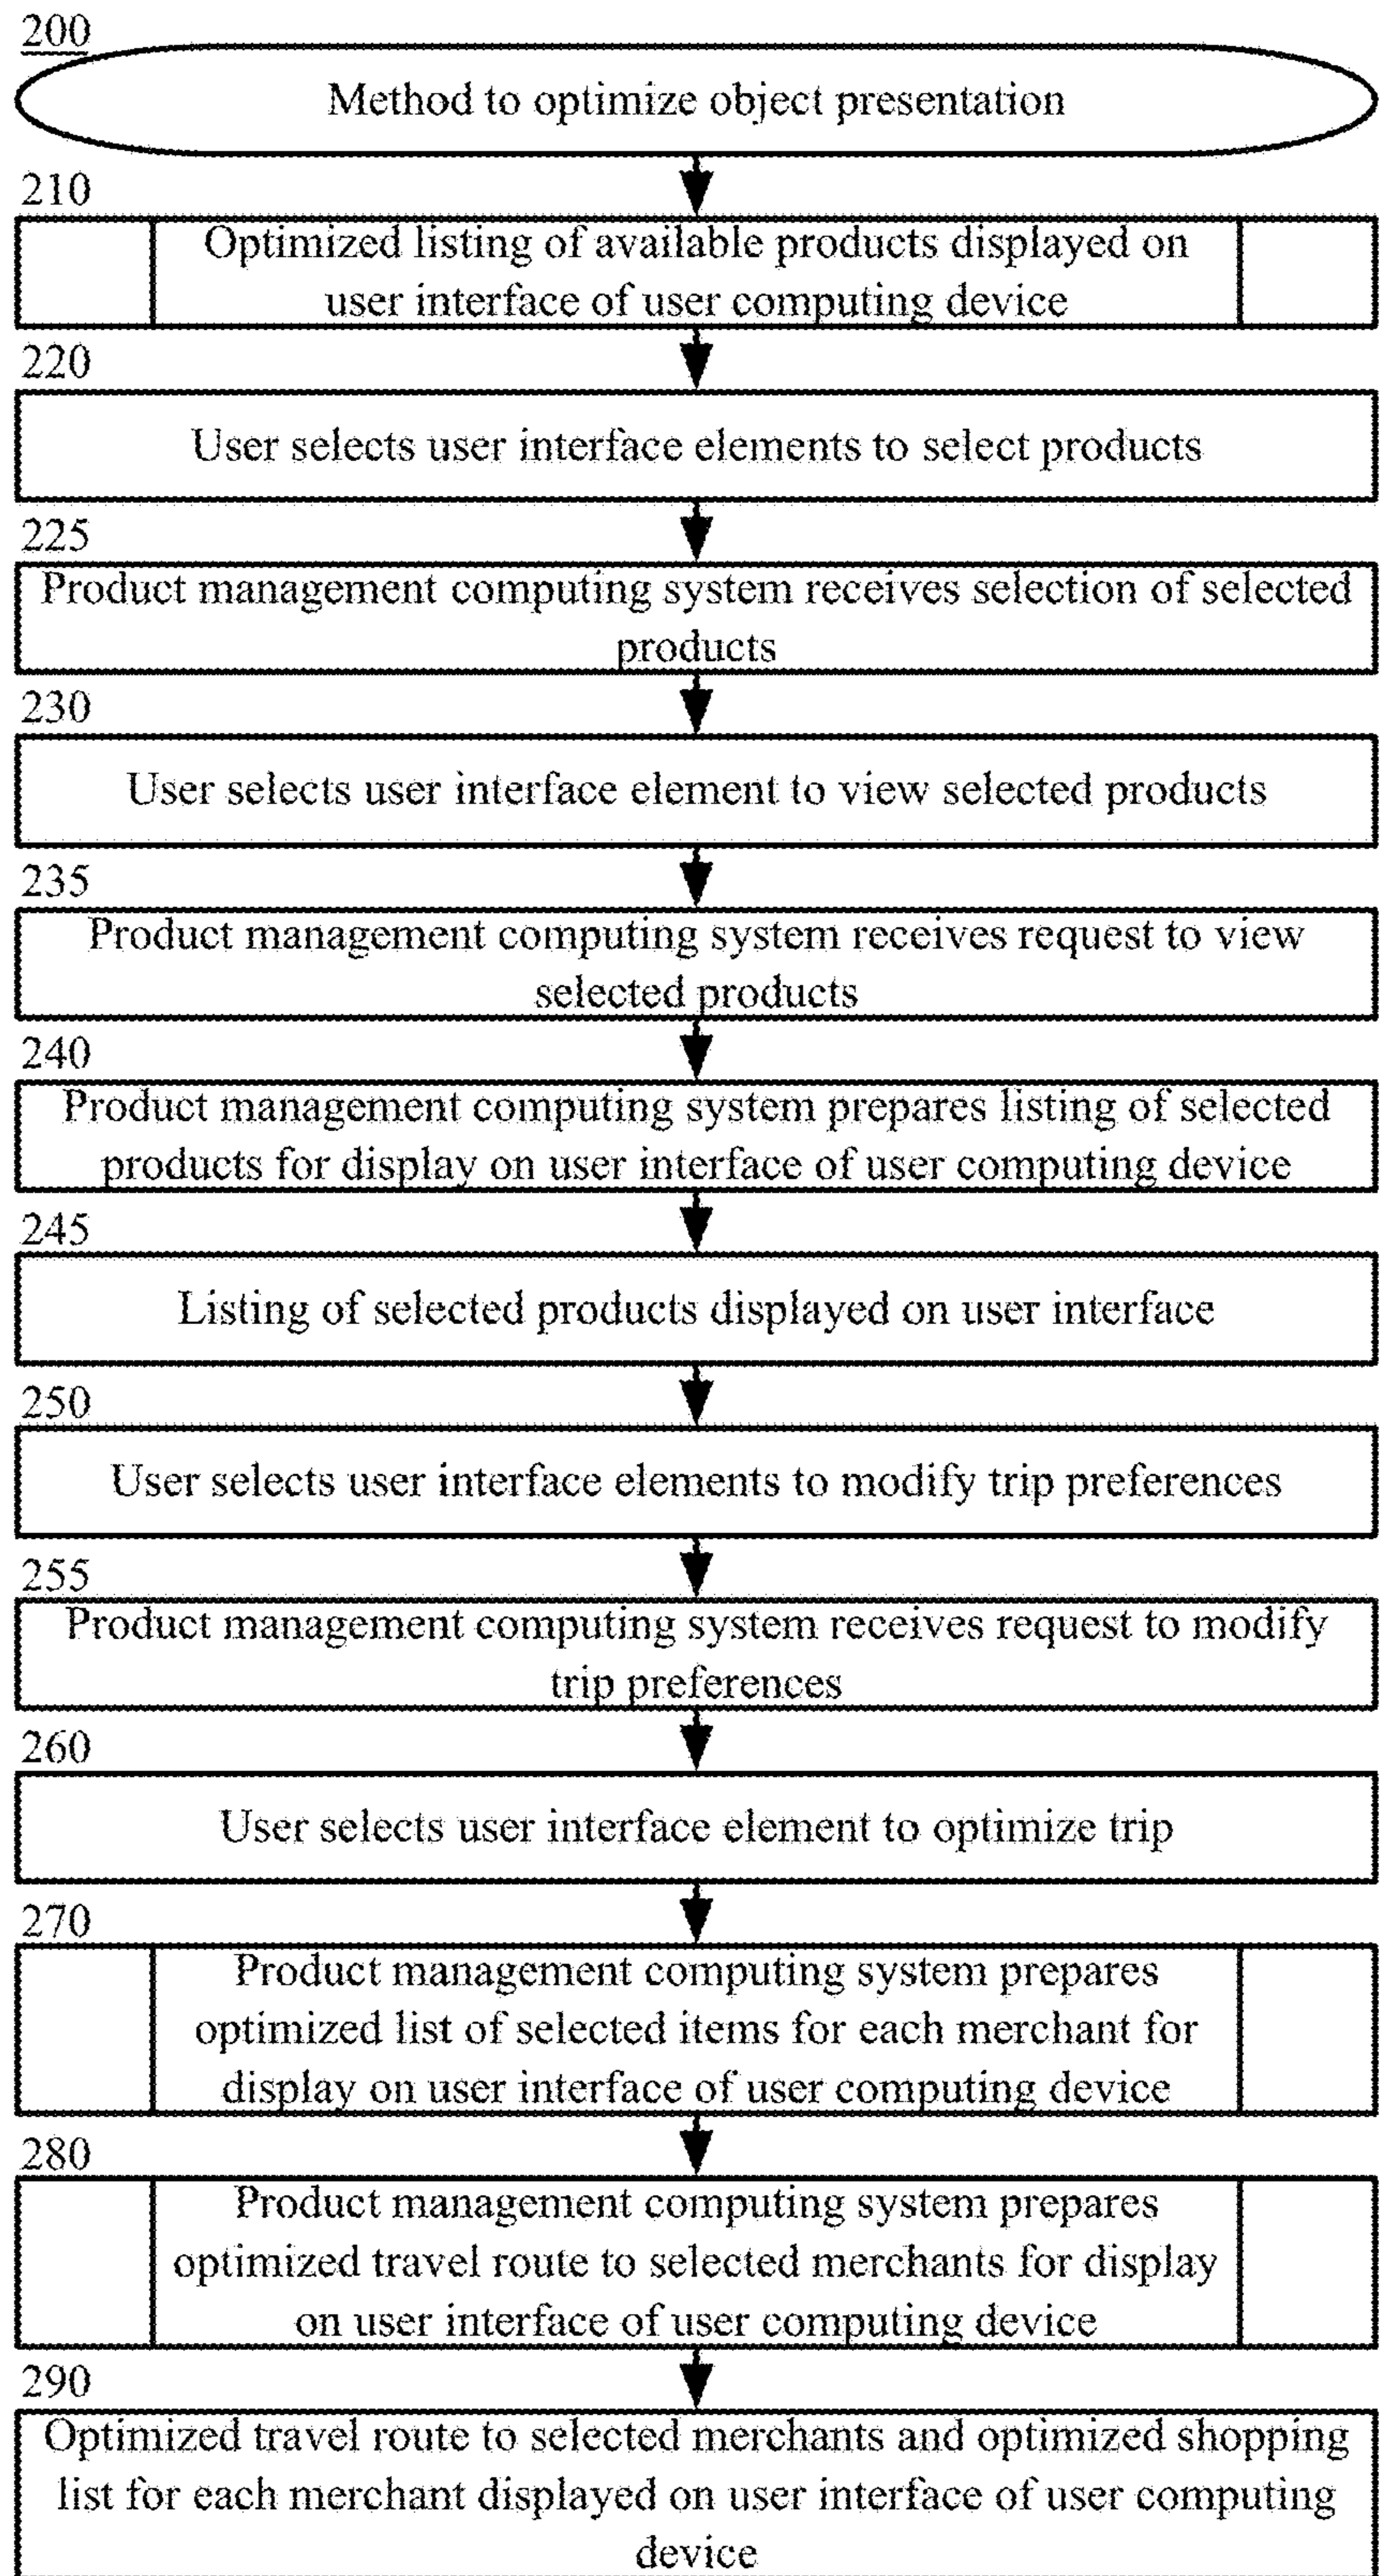 200
Method to optimize object presentation
210
Optimized listing of available products displayed on
user interface of user computing device
220
User selects user interface elements to select products
225
Product management computing system receives selection of selected
products
230
User selects user interface element to view selected products
235
Product management computing system receives request to view
selected products
240
Product management computing system prepares listing of selected
products for display on user interface of user computing device
245
Listing of selected products displayed on user interface
250
User selects user interface elements to modify trip preferences
255
Product management computing system receives request to modify
trip preferences
260
User selects user interface element to optimize trip
270
Product management computing system prepares
optimized list of selected items for each merchant for
display on user interface of user computing device
280
Product management computing system prepares
optimized travel route to selected merchants for display
on user interface of user computing device
290
Optimized travel route to selected merchants and optimized shopping
list for each merchant displayed on user interface of user computing
device